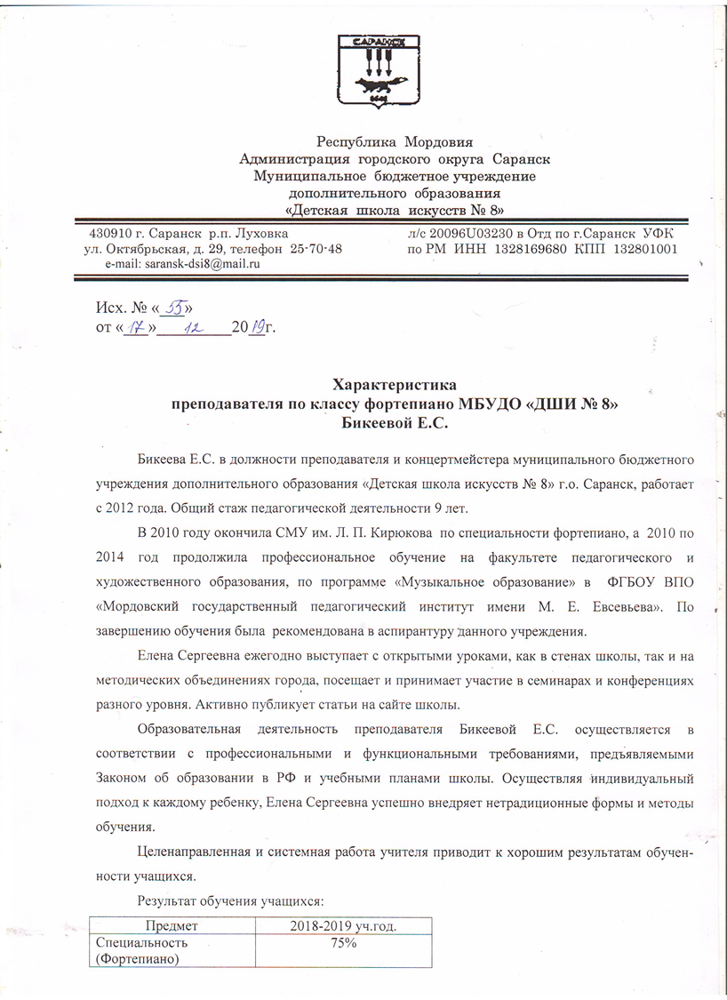 САРАНСК
Республика Мордовия
Администрация городского округа Саранск
Муниципальное бюджетное учреждение
дополнительного образования
«Детская школа искусств № 8»
430910 г. Саранск р.п. Луховка
ул. Октябрьская, д. 29, телефон 25-70-48
e-mail: saransk-dsi8@mail.ru
л/с 20096U03230 в Отд по г.Саранск УФК
по РМ ИНН 1328169680 КПП 132801001
Исх. № «55»
от «17» 12 2019г.
Характеристика
преподавателя по классу фортепиано МБУДО «ДШИ № 8»
Бикеевой Е.С.
Бикеева Е.С. в должности преподавателя и концертмейстера муниципального бюджетного
учреждения дополнительного образования «Детская школа искусств № 8» г.о. Саранск, работает
с 2012 года. Общий стаж педагогической деятельности 9 лет.
В 2010 году окончила СМУ им. Л. П. Кирюкова по специальности фортепиано, а 2010 по
2014 год продолжила профессиональное обучение на факультете педагогического и
художественного образования, по программе «Музыкальное образование» в ФГБОУ ВПО
«Мордовский государственный педагогический институт имени М. Е. Евсевьева». По
завершению обучения была рекомендована в аспирантуру данного учреждения.
Елена Сергеевна ежегодно выступает с открытыми уроками, как в стенах школы, так и на
методических объединениях города, посещает и принимает участие в семинарах и конференциях
разного уровня. Активно публикует статьи на сайте школы.
Образовательная деятельность преподавателя Бикеевой Е.С. осуществляется в
соответствии с профессиональными и функциональными требованиями, предъявляемыми
Законом об образовании в РФ и учебными планами школы. Осуществляя индивидуальный
подход к каждому ребенку, Елена Сергеевна успешно внедряет нетрадиционные формы и методы
обучения.
Целенаправленная и системная работа учителя приводит к хорошим результатам обучен-
ности учащихся.
Результат обучения учащихся:
Предмет 2018-2019 уч.год.
Специальность 75%
(Фортепиано)